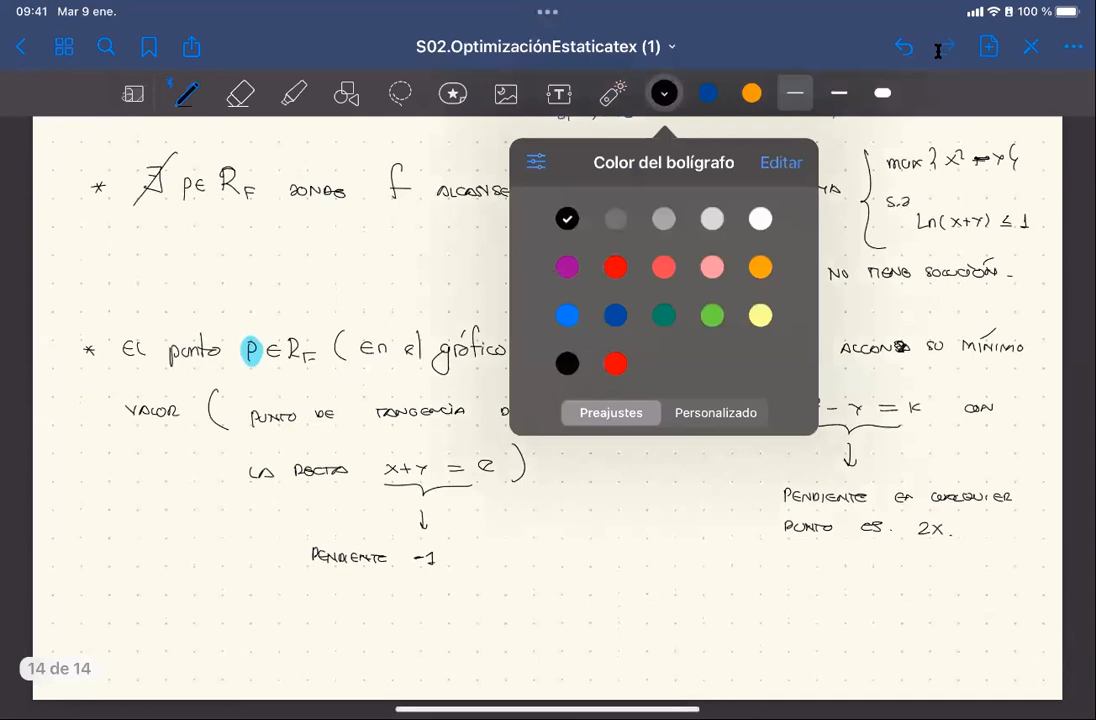 09:41 Mar 9 ene. 100 %
S02.OptimizaciónEstaticatex (1)
Color del bolígrafo Editar
Preajustes Personalizado
* ∄ p∈ R_F DONDE f ALCANSE
max { x² - y }
s.a
Ln(x+y) ≤ 1
NO TIENE SOLUCIÓN.
* EL punto p∈R_F ( En el gráfico ALCANZA SU MÍNIMO
VALOR ( PUNTO DE TANGENCIA - y = k CON
LA RECTA x+y = e )
PENDIENTE EN CUALQUIER
PUNTO ES. 2x.
PENDIENTE -1
14 de 14